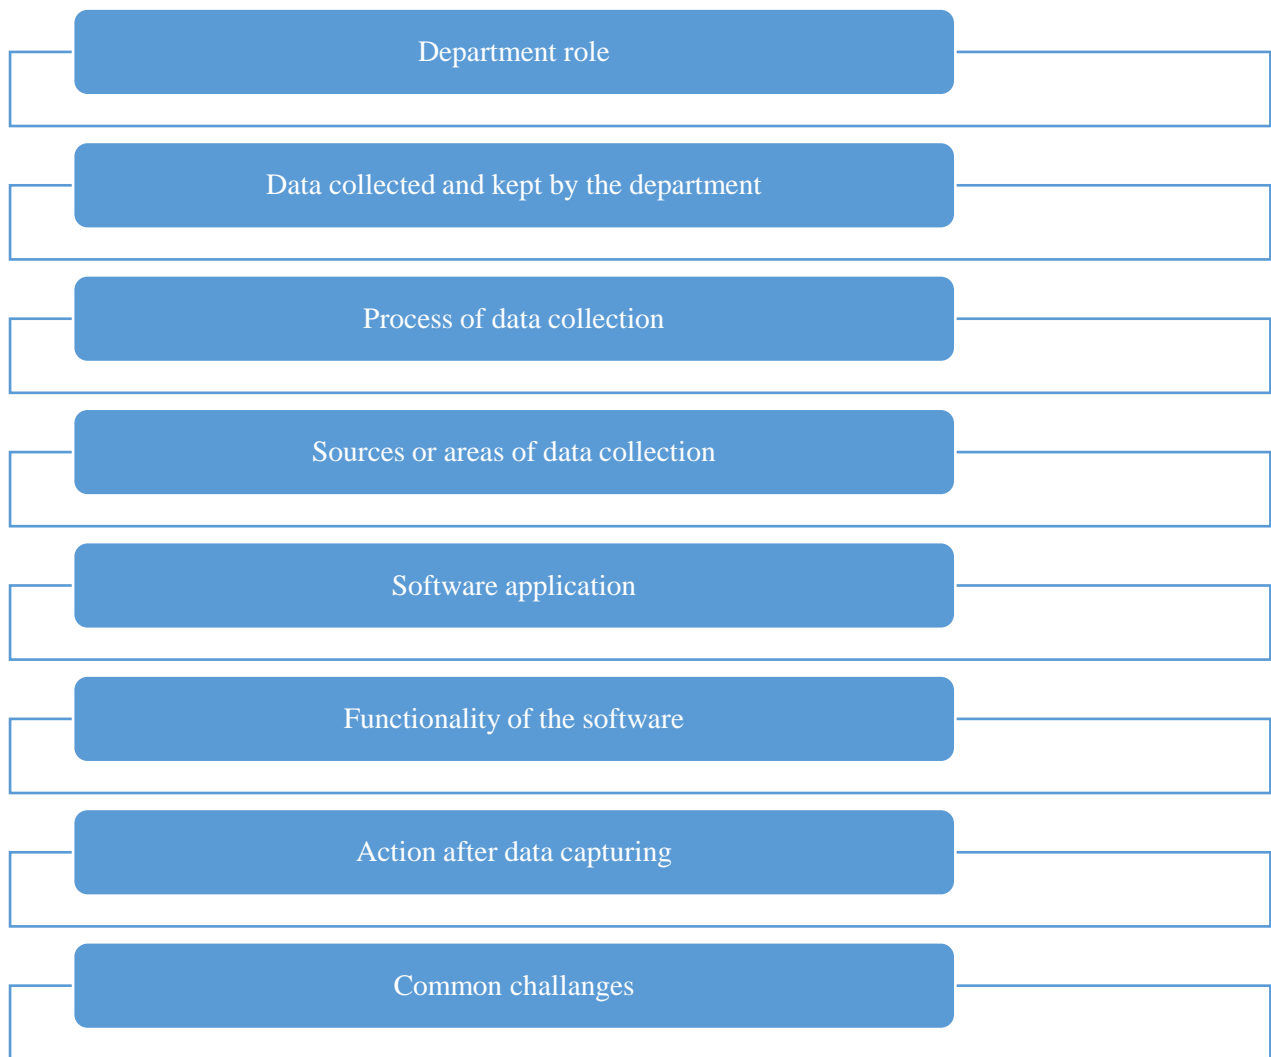 Department role
Data collected and kept by the department
Process of data collection
Sources or areas of data collection
Software application
Functionality of the software
Action after data capturing
Common challanges